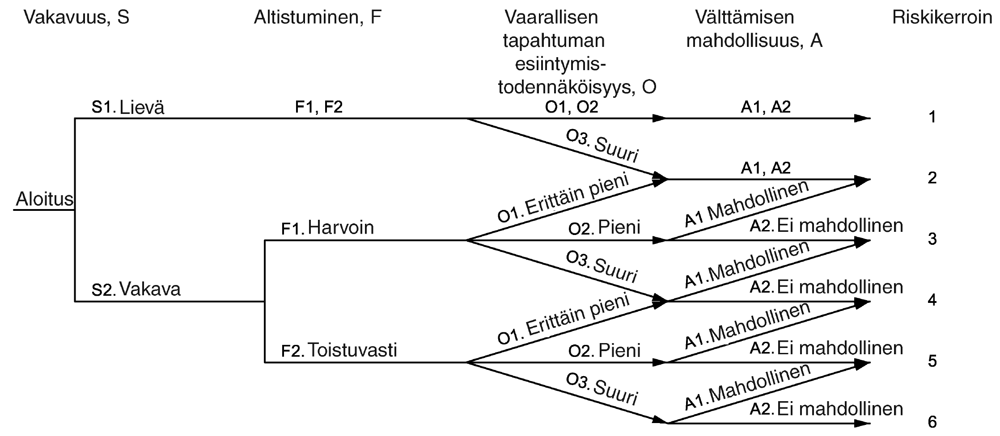 Vakavuus, S
Altistuminen, F
Vaarallisen
tapahtuman
esiintymis-
todennäköisyys, O
Välttämisen
mahdollisuus, A
Riskikerroin
S1. Lievä
F1, F2
O1, O2
A1, A2
1
O3. Suuri
A1, A2
2
Aloitus
O1. Erittäin pieni
A1 Mahdollinen
F1. Harvoin
O2. Pieni
A2. Ei mahdollinen
3
O3. Suuri
A1. Mahdollinen
S2. Vakava
A2. Ei mahdollinen
4
O1. Erittäin pieni
A1. Mahdollinen
F2. Toistuvasti
O2. Pieni
A2. Ei mahdollinen
5
O3. Suuri
A1. Mahdollinen
A2. Ei mahdollinen
6